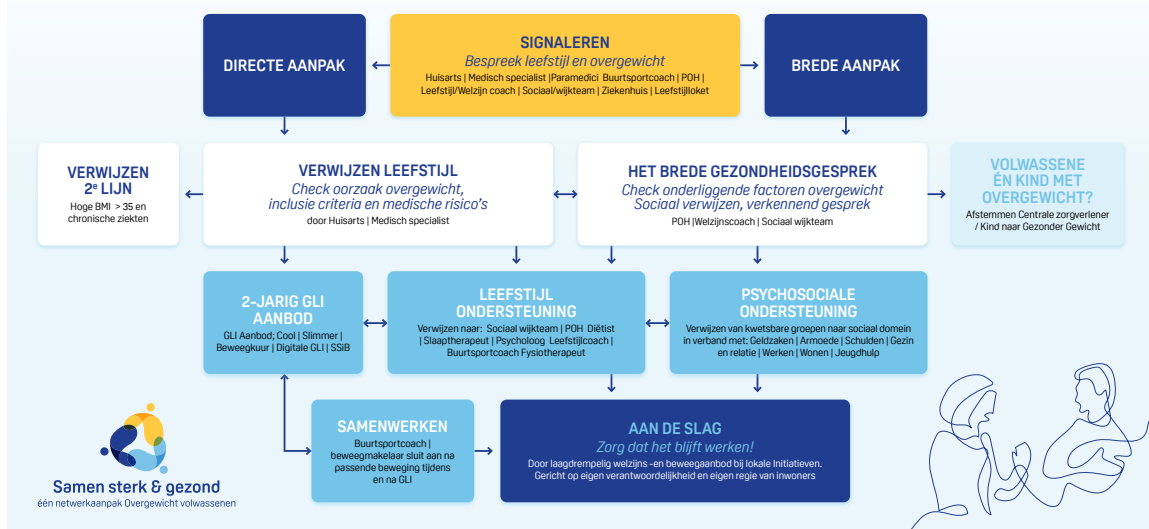 DIRECTE AANPAK
SIGNALEREN
Bespreek leefstijl en overgewicht
Huisarts | Medisch specialist |Paramedici Buurtsportcoach | POH |
Leefstijl/Welzijn coach | Sociaal/wijkteam | Ziekenhuis | Leefstijlloket
BREDE AANPAK
VERWIJZEN
2e LIJN
Hoge BMI > 35 en
chronische ziekten
VERWIJZEN LEEFSTIJL
Check oorzaak overgewicht,
inclusie criteria en medische risico's
door Huisarts | Medisch specialist
HET BREDE GEZONDHEIDSGESPREK
Check onderliggende factoren overgewicht
Sociaal verwijzen, verkennend gesprek
POH |Welzijnscoach | Sociaal wijkteam
VOLWASSENE
ÉN KIND MET
OVERGEWICHT?
Afstemmen Centrale zorgverlener
/ Kind naar Gezonder Gewicht
2-JARIG GLI
AANBOD
GLI Aanbod; Cool | Slimmer |
Beweegkuur | Digitale GLI | SSiB
LEEFSTIJL
ONDERSTEUNING
Verwijzen naar: Sociaal wijkteam | POH Diëtist
| Slaaptherapeut | Psycholoog Leefstijlcoach |
Buurtsportcoach Fysiotherapeut
PSYCHOSOCIALE
ONDERSTEUNING
Verwijzen van kwetsbare groepen naar sociaal domein
in verband met: Geldzaken | Armoede | Schulden | Gezin
en relatie | Werken | Wonen | Jeugdhulp
SAMENWERKEN
Buurtsportcoach |
beweegmakelaar sluit aan na
passende beweging tijdens
en na GLI
AAN DE SLAG
Zorg dat het blijft werken!
Door laagdrempelig welzijns -en beweegaanbod bij lokale Initiatieven.
Gericht op eigen verantwoordelijkheid en eigen regie van inwoners
Samen sterk & gezond
één netwerkaanpak Overgewicht volwassenen